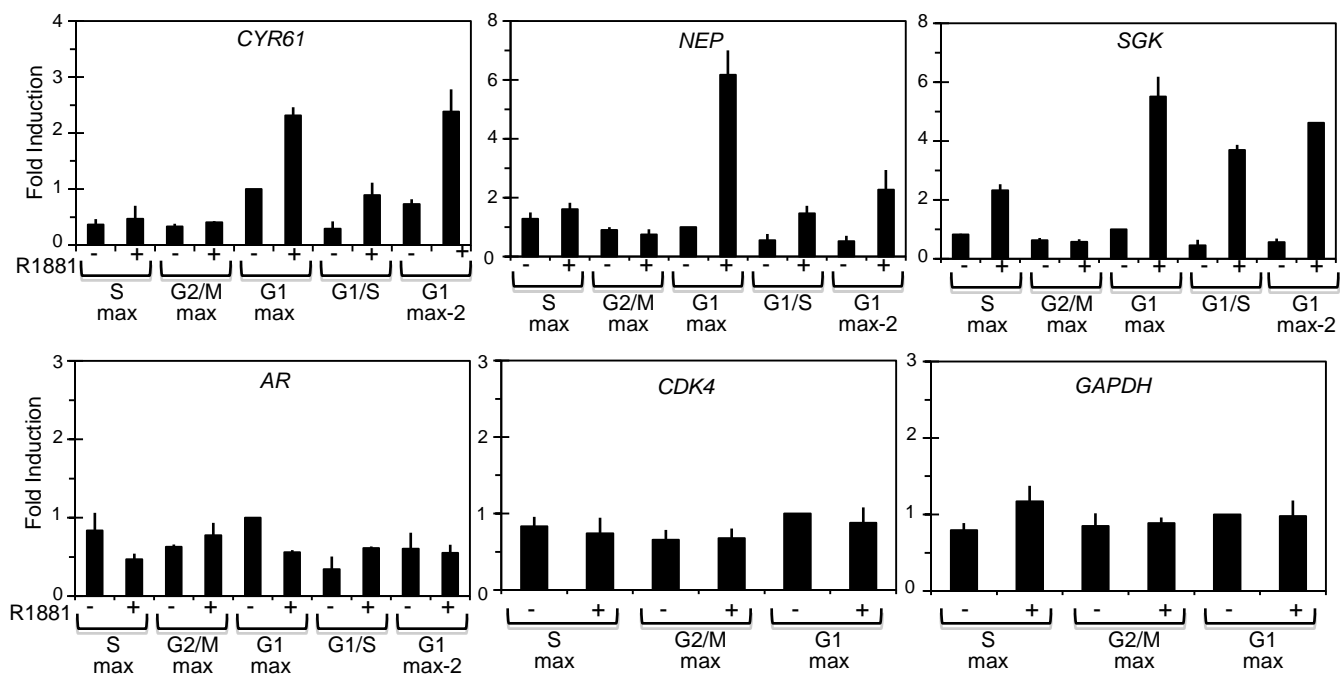 CYR61
Fold Induction
4
3
2
1
0
R1881 - + - + - + - + - +
S max G2/M max G1 max G1/S G1 max-2
NEP
8
6
4
2
0
- + - + - + - + - +
S max G2/M max G1 max G1/S G1 max-2
SGK
8
6
4
2
0
- + - + - + - + - +
S max G2/M max G1 max G1/S G1 max-2
AR
Fold Induction
3
2
1
0
R1881 - + - + - + - + - +
S max G2/M max G1 max G1/S G1 max-2
CDK4
3
2
1
0
- + - + - +
S max G2/M max G1 max
GAPDH
3
2
1
0
- + - + - +
S max G2/M max G1 max